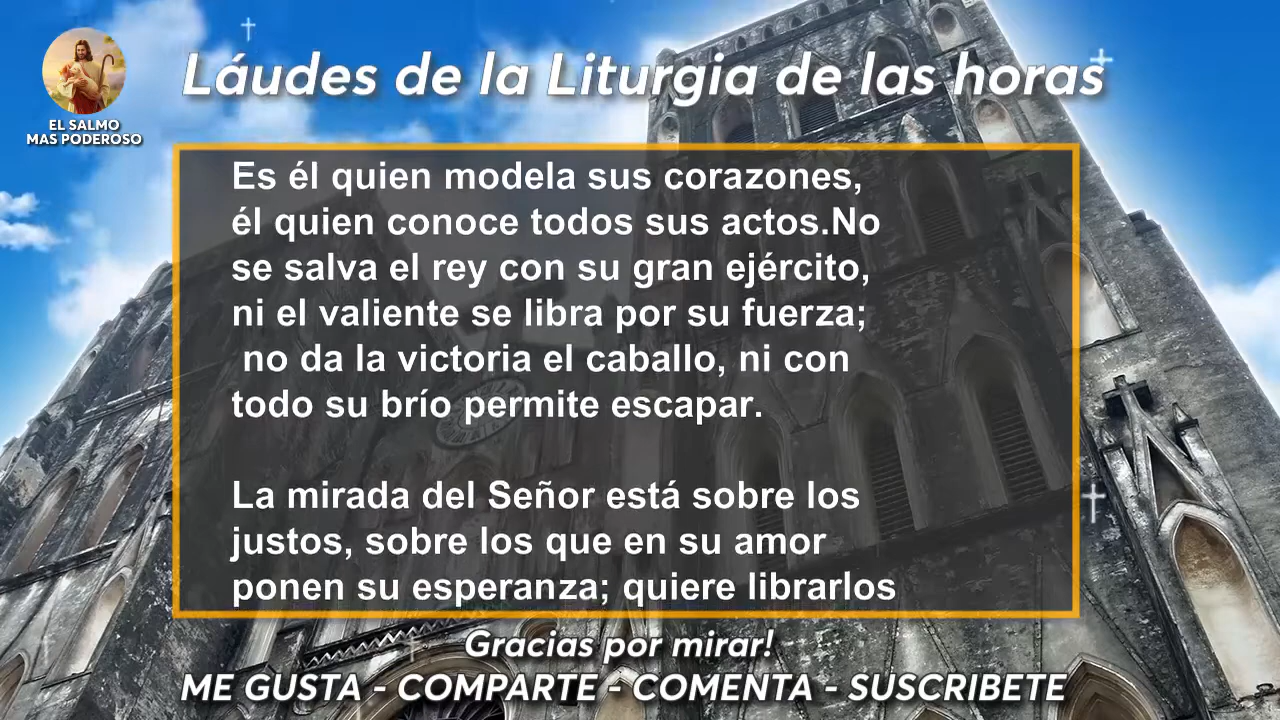 Láudes de la Liturgia de las horas
EL SALMO
MAS PODEROSO
Es él quien modela sus corazones,
él quien conoce todos sus actos.No
se salva el rey con su gran ejército,
ni el valiente se libra por su fuerza;
no da la victoria el caballo, ni con
todo su brío permite escapar.
La mirada del Señor está sobre los
justos, sobre los que en su amor
ponen su esperanza; quiere librarlos
Gracias por mirar!
ME GUSTA - COMPARTE - COMENTA - SUSCRIBETE